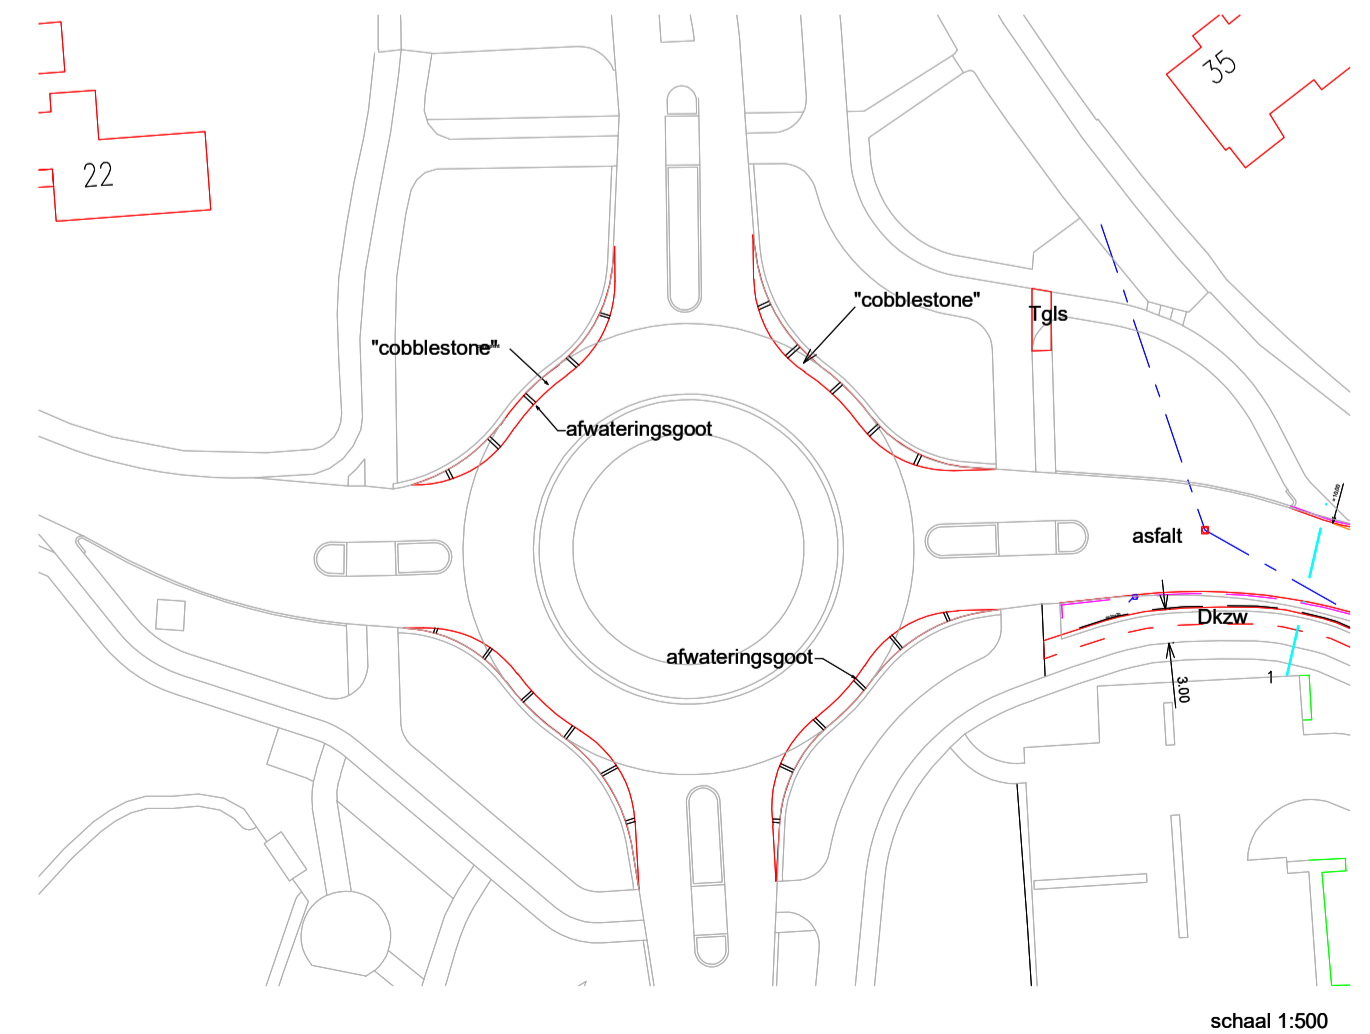 35
22
"cobblestone"
Tgls
"cobblestone"
afwateringsgoot
asfalt
Dkzw
afwateringsgoot
1
3.00
schaal 1:500